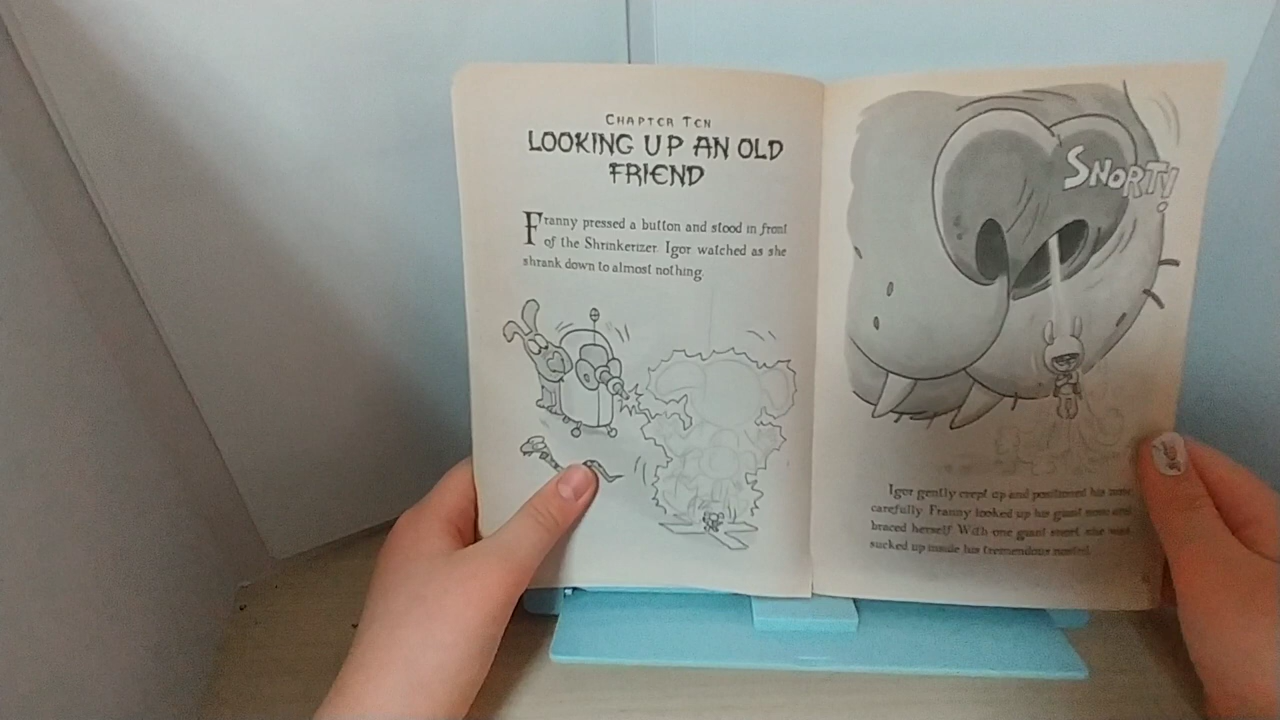 CHAPTER TEN
LOOKING UP AN OLD
FRIEND
Franny pressed a button and stood in front
of the Shrinkerizer. Igor watched as she
shrank down to almost nothing.
SNORT!
Igor gently crept up and positioned his nose
carefully. Franny looked up his giant nose and
braced herself. With one giant snort she was
sucked up inside his tremendous nostril.